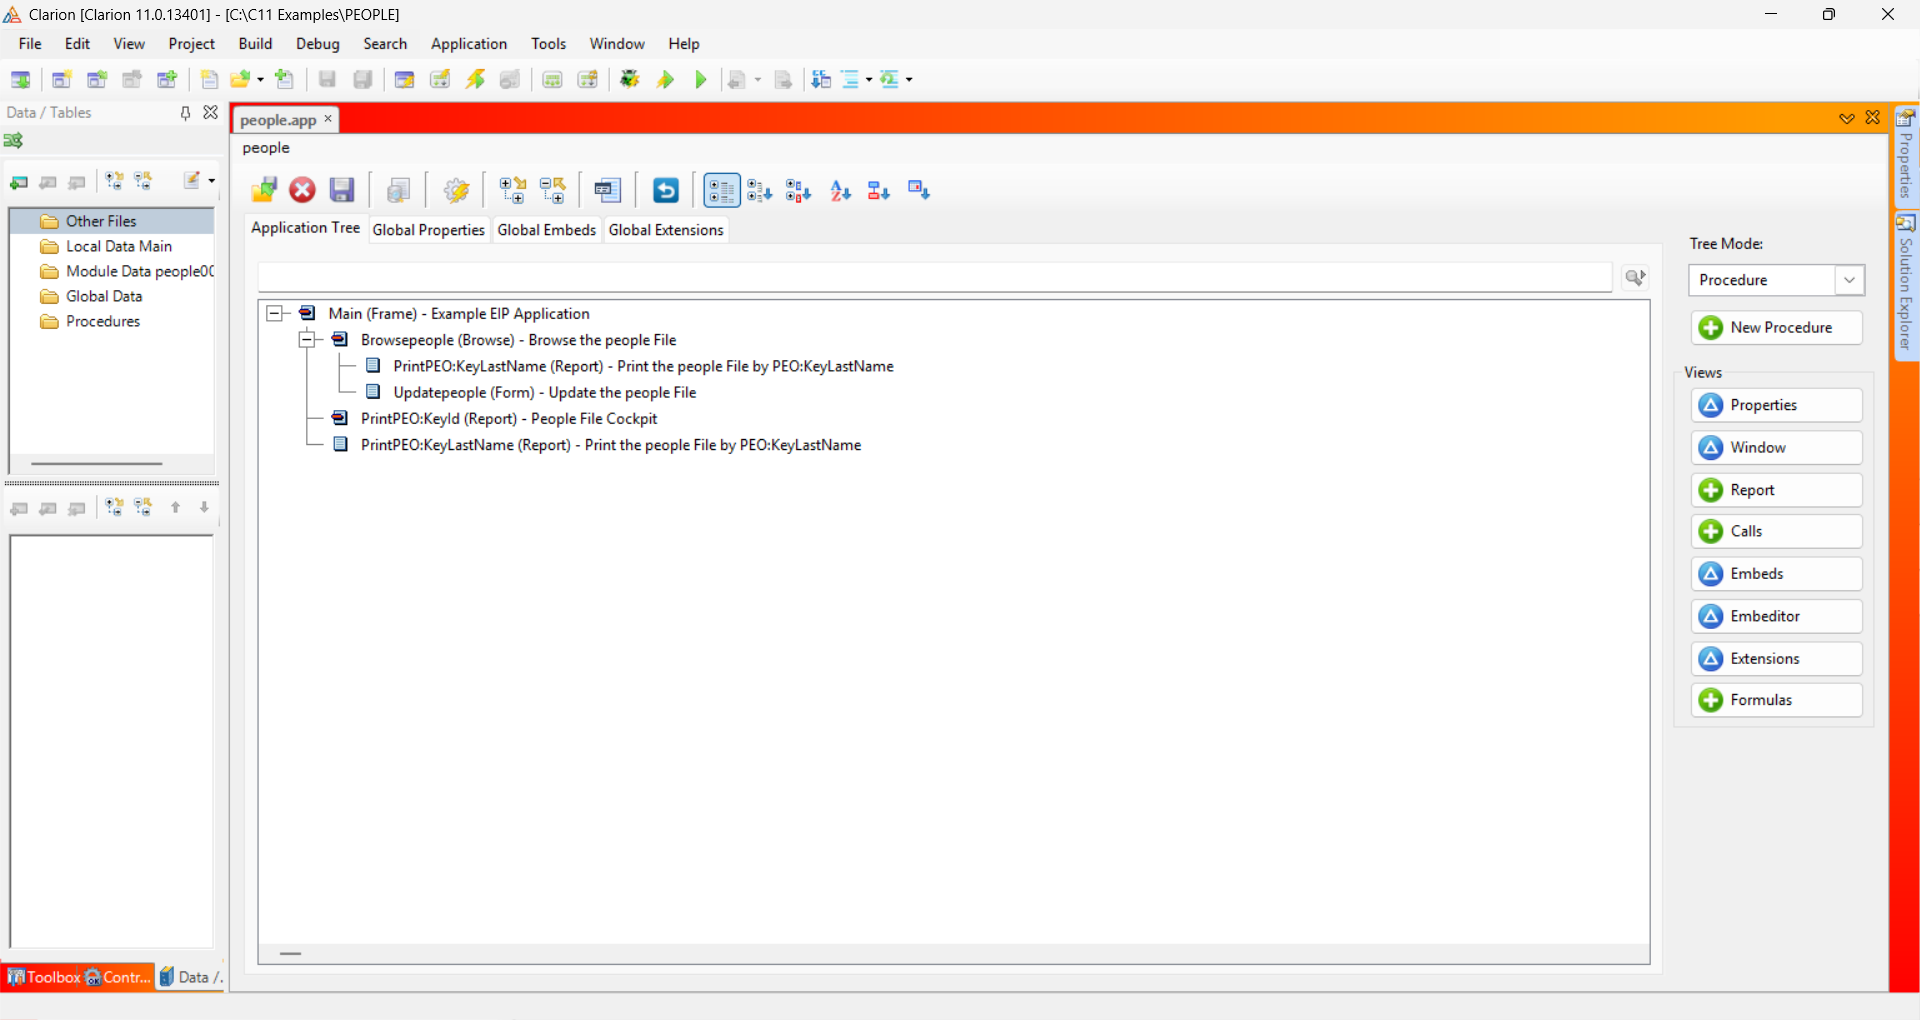 Clarion [Clarion 11.0.13401] - [C:\C11 Examples\PEOPLE]
File Edit View Project Build Debug Search Application Tools Window Help
Data / Tables
people.app
people
Application Tree Global Properties Global Embeds Global Extensions
Other Files
Local Data Main
Module Data people00
Global Data
Procedures
Main (Frame) - Example EIP Application
Browsepeople (Browse) - Browse the people File
PrintPEO:KeyLastName (Report) - Print the people File by PEO:KeyLastName
Updatepeople (Form) - Update the people File
PrintPEO:KeyId (Report) - People File Cockpit
PrintPEO:KeyLastName (Report) - Print the people File by PEO:KeyLastName
Tree Mode:
Procedure
New Procedure
Views
Properties
Window
Report
Calls
Embeds
Embeditor
Extensions
Formulas
Properties
Solution Explorer
Toolbox Contr... Data /.